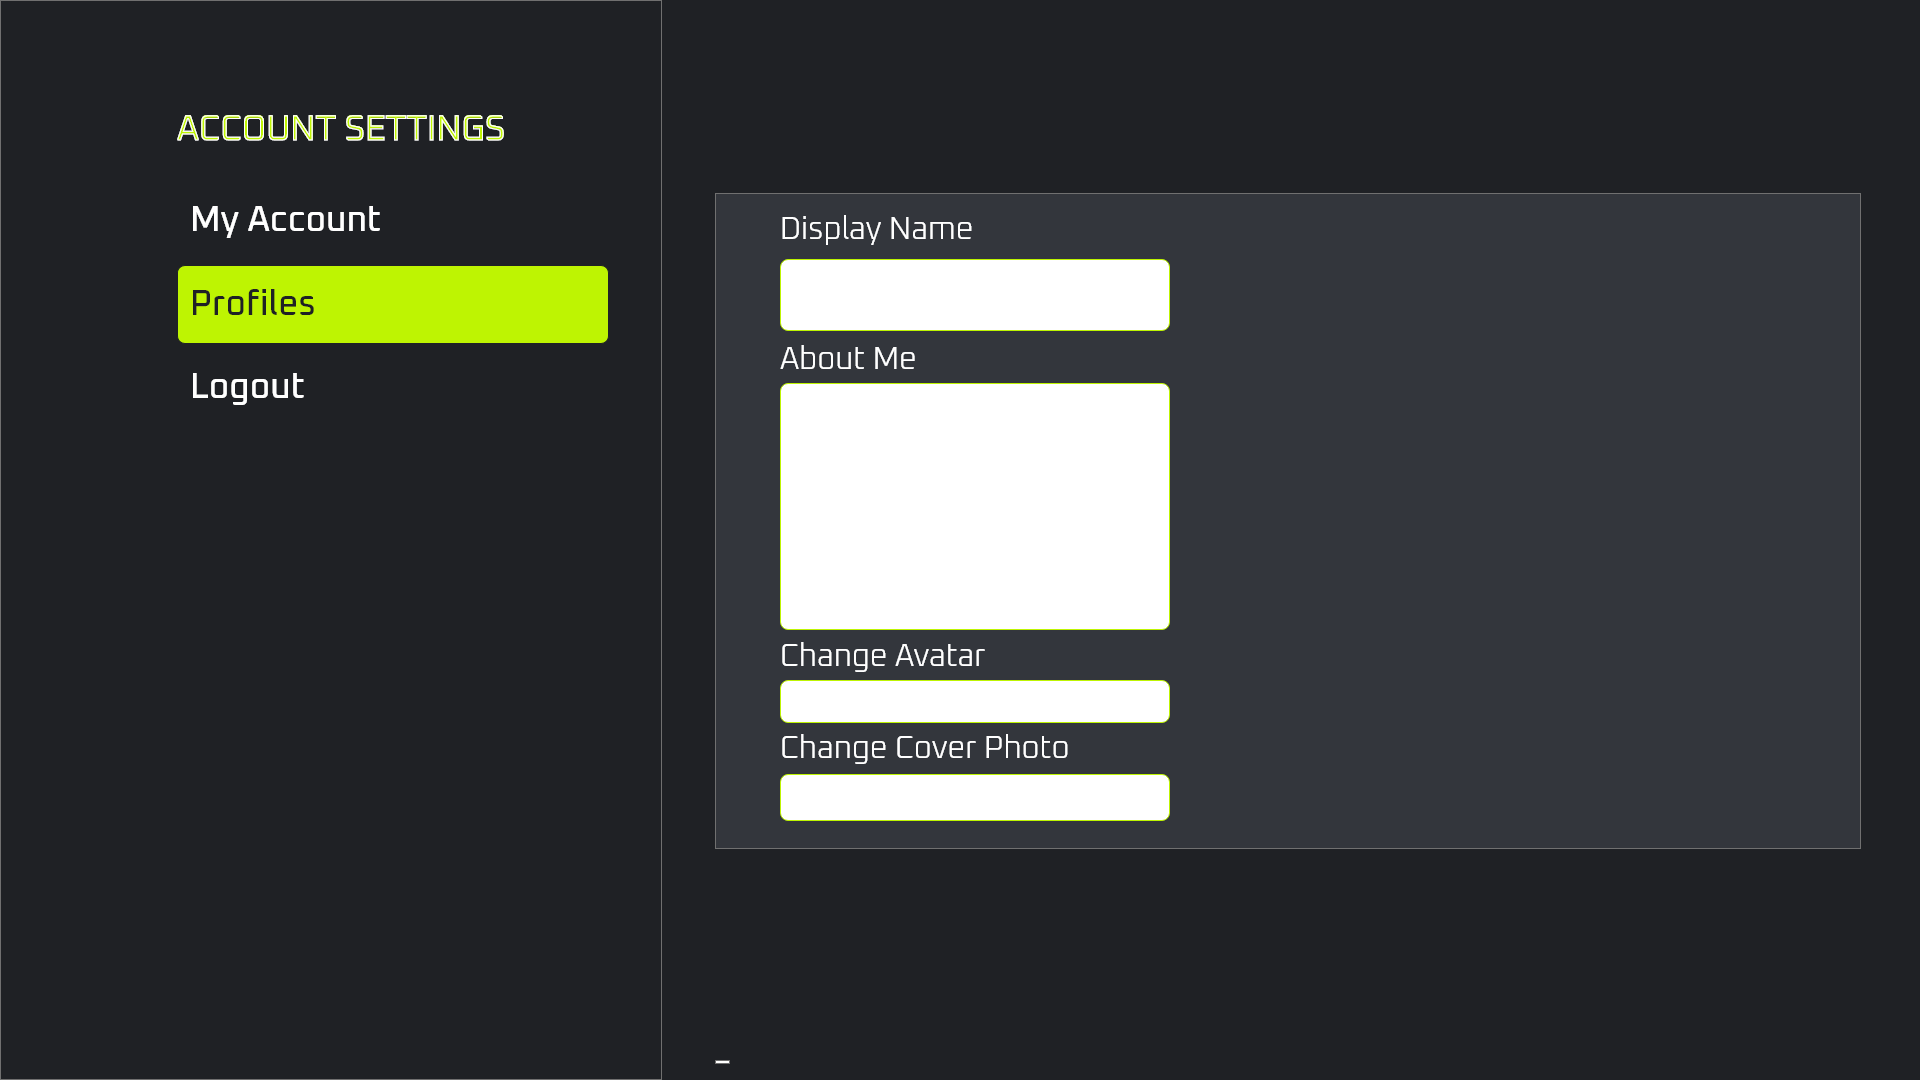 ACCOUNT SETTINGS
My Account
Profiles
Logout
Display Name
About Me
Change Avatar
Change Cover Photo